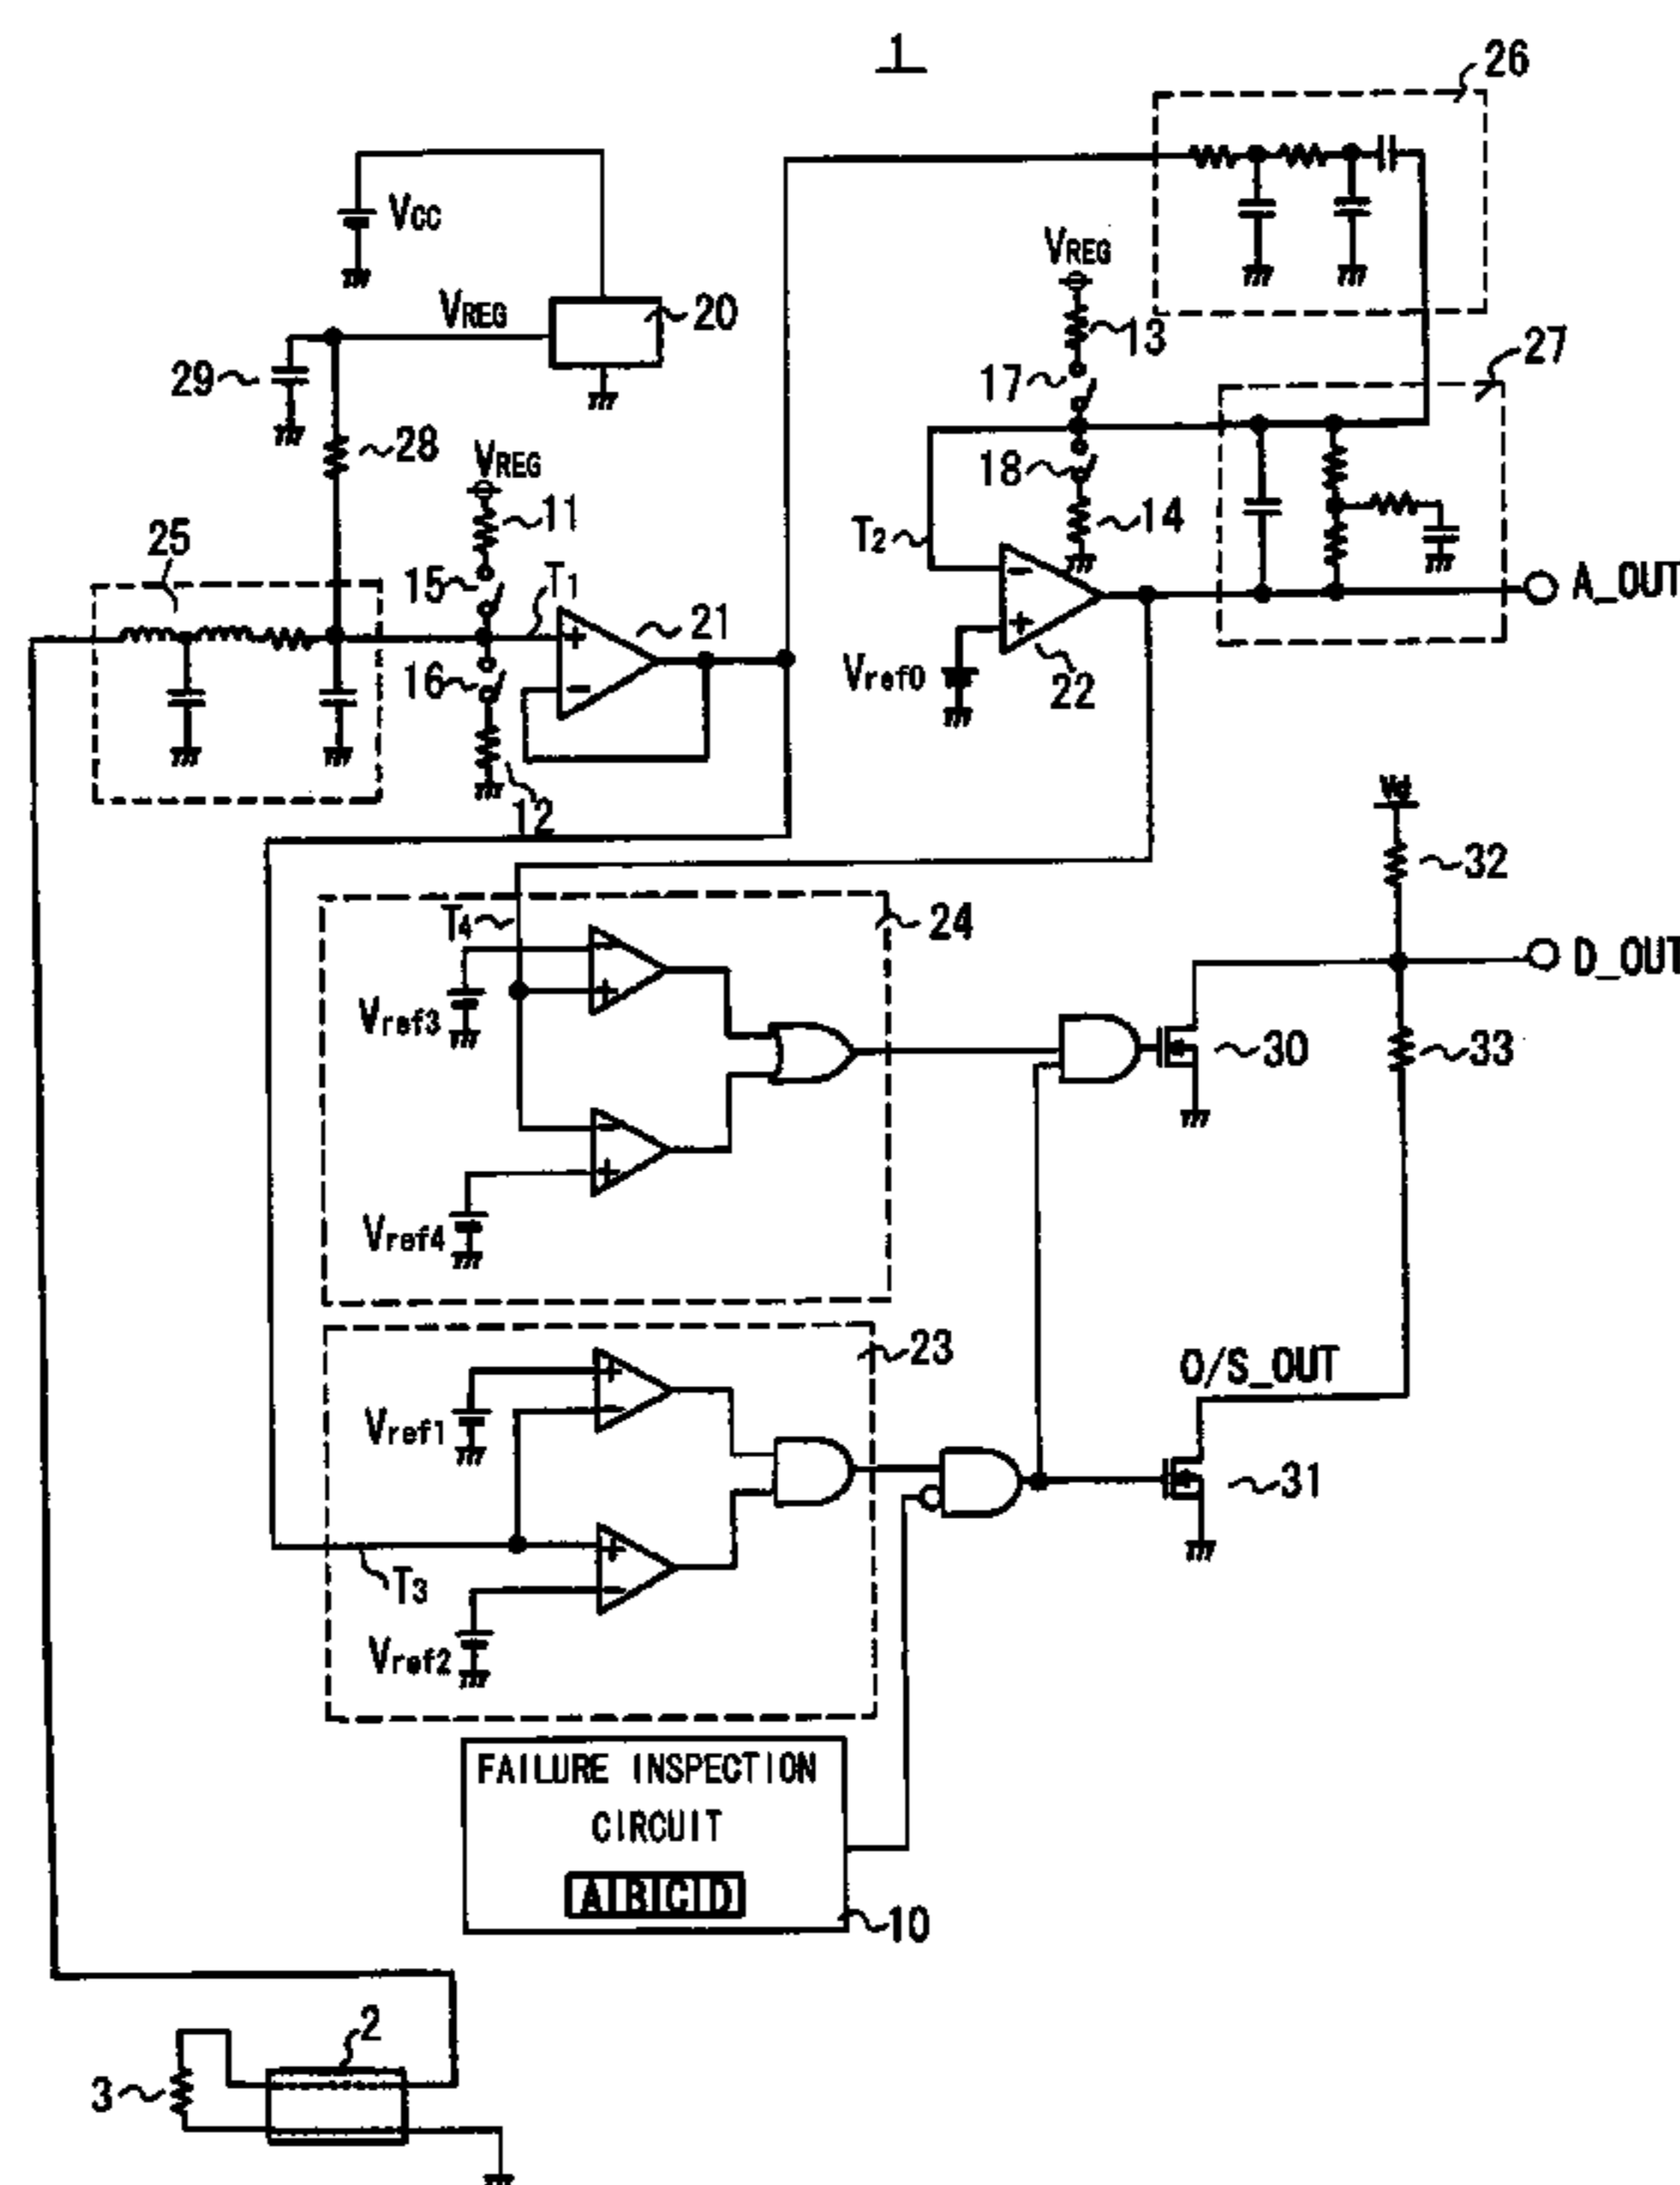 1
26
VCC
VREG
VREG
20
13
27
29
17
28
VREG
18
14
11
T2
25
15
T1
A_OUT
21
16
Vref0
22
12
32
T4
24
D_OUT
Vref3
30
33
Vref4
23
O/S_OUT
Vref1
31
T3
Vref2
FAILURE INSPECTION
CIRCUIT
A B C D
10
2
3